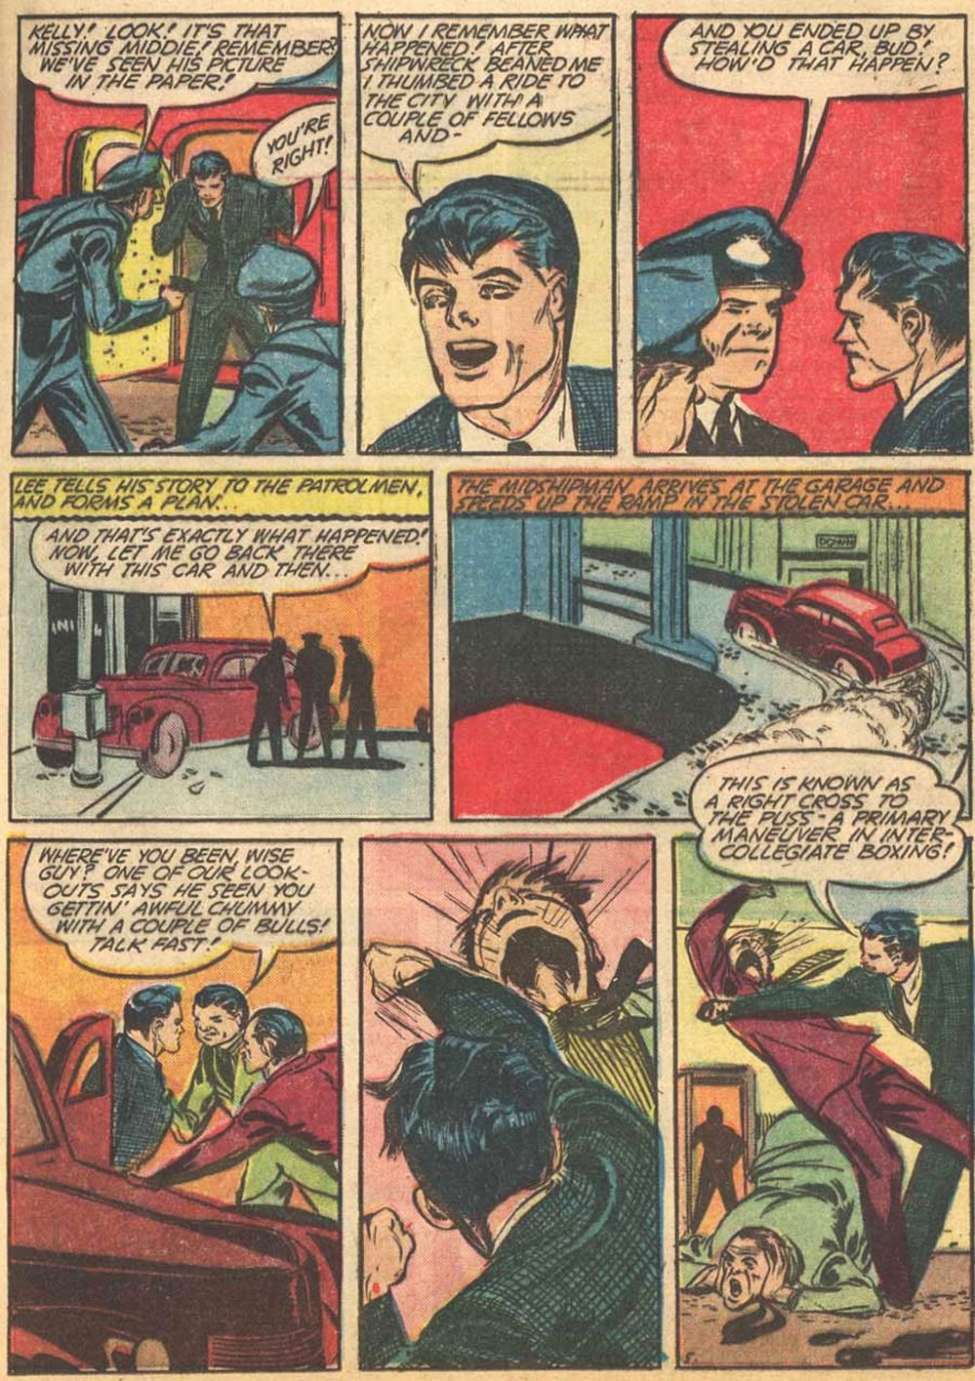 KELLY! LOOK! IT'S THAT
MISSING MIDDIE! REMEMBER?
WE'VE SEEN HIS PICTURE
IN THE PAPER!
YOU'RE
RIGHT!
NOW I REMEMBER WHAT
HAPPENED! AFTER
SHIPWRECK BEANED ME
I THUMBED A RIDE TO
THE CITY WITH A
COUPLE OF FELLOWS
AND-
AND YOU ENDED UP BY
STEALING A CAR, BUD!
HOW'D THAT HAPPEN?
LEE TELLS HIS STORY TO THE PATROLMEN,
AND FORMS A PLAN...
AND THAT'S EXACTLY WHAT HAPPENED!
NOW, LET ME GO BACK THERE
WITH THIS CAR AND THEN...
INI
THE MIDSHIPMAN ARRIVES AT THE GARAGE AND
SPEEDS UP THE RAMP IN THE STOLEN CAR...
DOWN
WHERE'VE YOU BEEN, WISE
GUY? ONE OF OUR LOOK-
OUTS SAYS HE SEEN YOU
GETTIN' AWFUL CHUMMY
WITH A COUPLE OF BULLS!
TALK FAST!
THIS IS KNOWN AS
A RIGHT CROSS TO
THE PUSS - A PRIMARY
MANEUVER IN INTER-
COLLEGIATE BOXING!